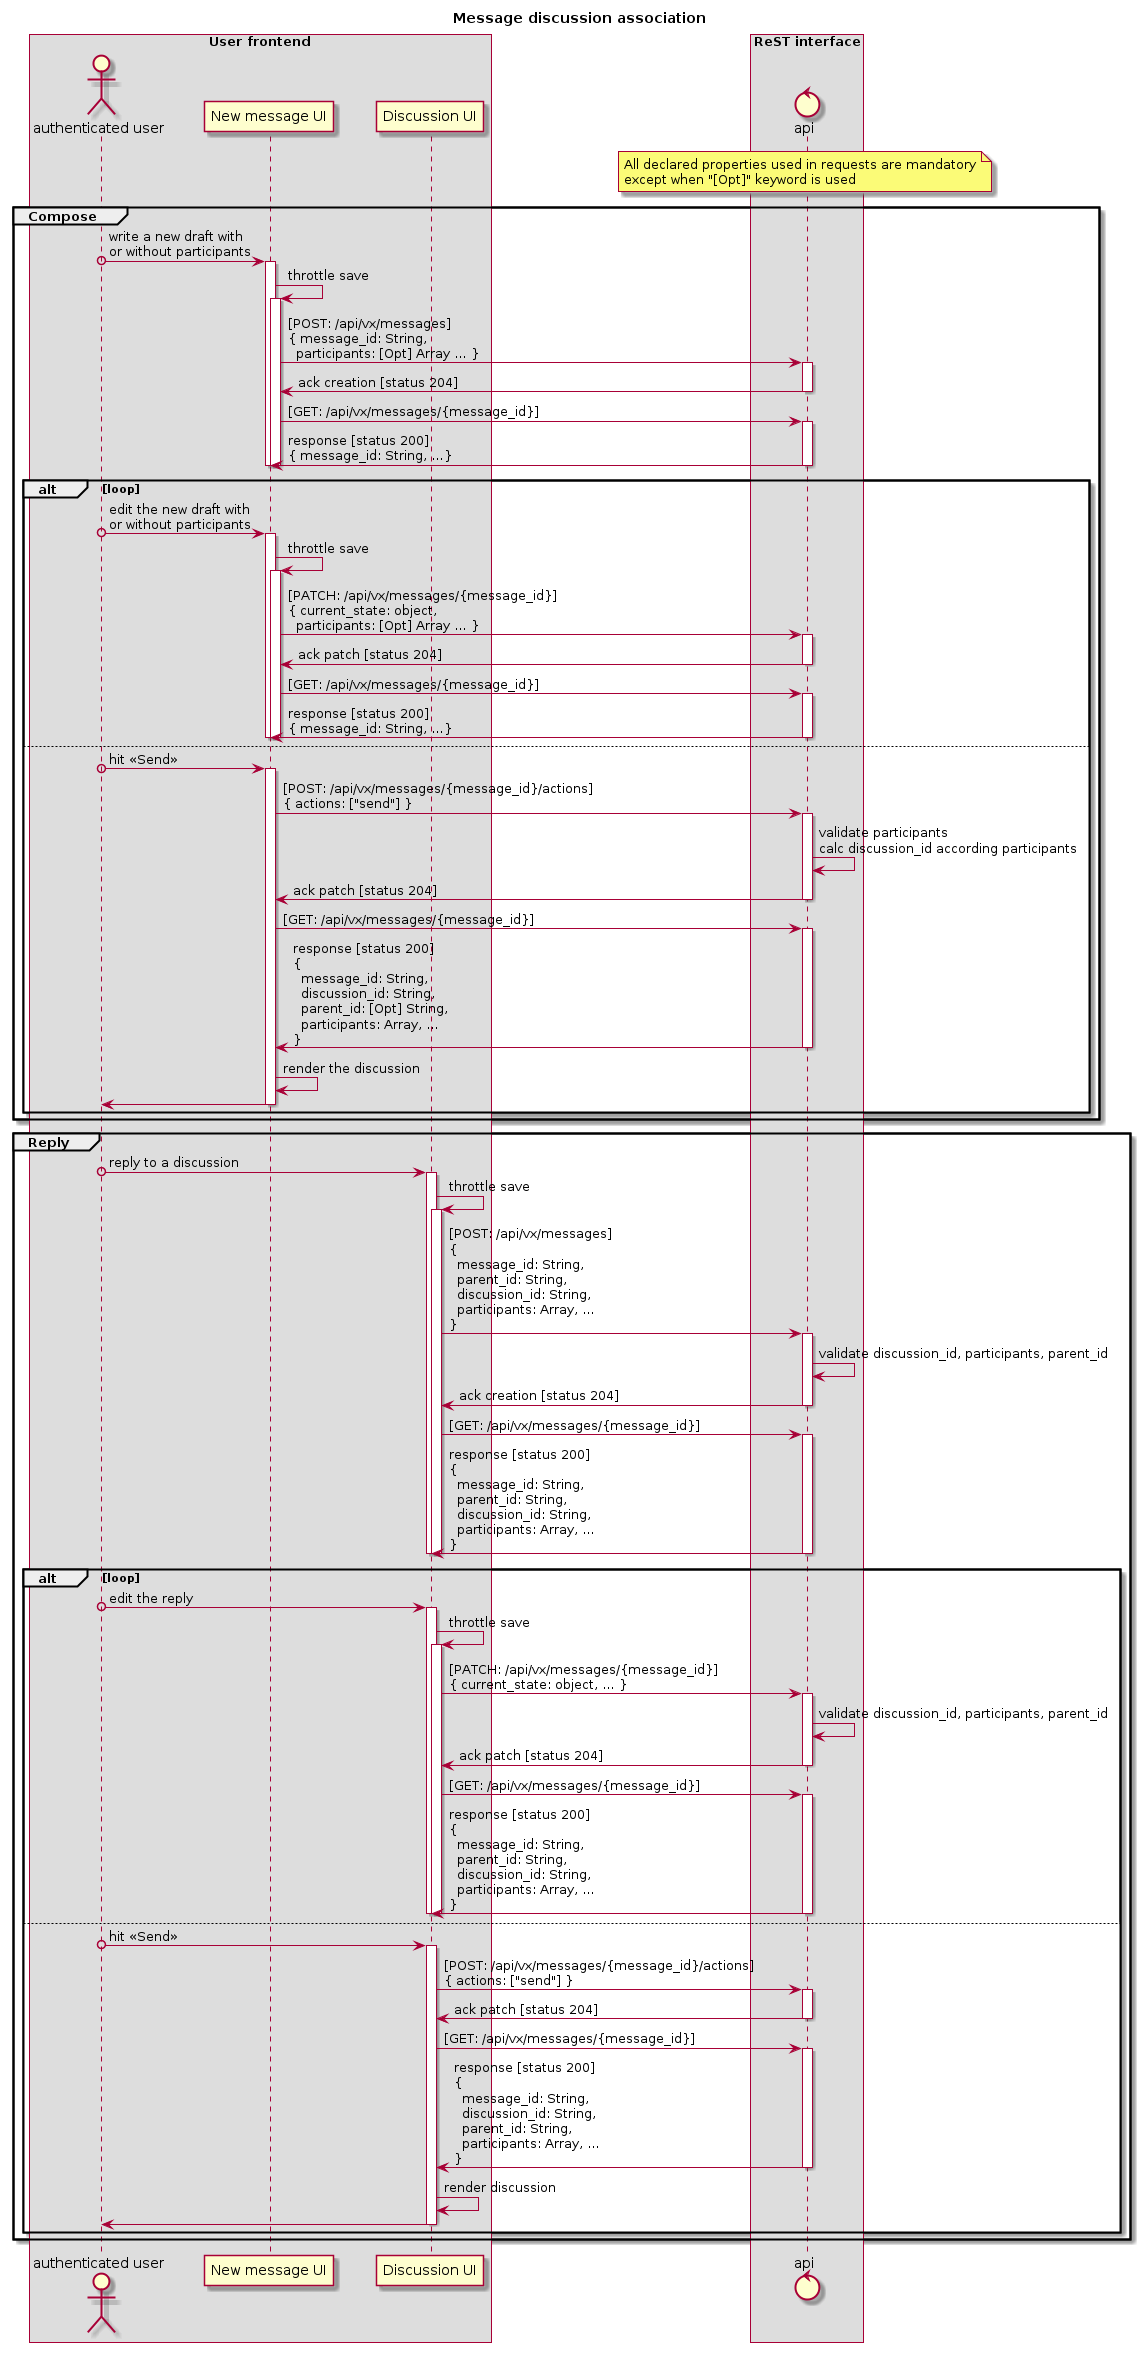 Message discussion association
User frontend
ReST interface
authenticated user
New message UI
Discussion UI
api
All declared properties used in requests are mandatory
except when "[Opt]" keyword is used
Compose
write a new draft with
or without participants
throttle save
[POST: /api/vx/messages]
{ message_id: String,
participants: [Opt] Array ... }
ack creation [status 204]
[GET: /api/vx/messages/{message_id}]
response [status 200]
{ message_id: String, ...}
alt
[loop]
edit the new draft with
or without participants
throttle save
[PATCH: /api/vx/messages/{message_id}]
{ current_state: object,
participants: [Opt] Array ... }
ack patch [status 204]
[GET: /api/vx/messages/{message_id}]
response [status 200]
{ message_id: String, ...}
hit «Send»
[POST: /api/vx/messages/{message_id}/actions]
{ actions: ["send"] }
validate participants
calc discussion_id according participants
ack patch [status 204]
[GET: /api/vx/messages/{message_id}]
response [status 200]
{
message_id: String,
discussion_id: String,
parent_id: [Opt] String,
participants: Array, ...
}
render the discussion
Reply
reply to a discussion
throttle save
[POST: /api/vx/messages]
{
message_id: String,
parent_id: String,
discussion_id: String,
participants: Array, ...
}
validate discussion_id, participants, parent_id
ack creation [status 204]
[GET: /api/vx/messages/{message_id}]
response [status 200]
{
message_id: String,
parent_id: String,
discussion_id: String,
participants: Array, ...
}
alt
[loop]
edit the reply
throttle save
[PATCH: /api/vx/messages/{message_id}]
{ current_state: object, ... }
validate discussion_id, participants, parent_id
ack patch [status 204]
[GET: /api/vx/messages/{message_id}]
response [status 200]
{
message_id: String,
parent_id: String,
discussion_id: String,
participants: Array, ...
}
hit «Send»
[POST: /api/vx/messages/{message_id}/actions]
{ actions: ["send"] }
ack patch [status 204]
[GET: /api/vx/messages/{message_id}]
response [status 200]
{
message_id: String,
discussion_id: String,
parent_id: String,
participants: Array, ...
}
render discussion
authenticated user
New message UI
Discussion UI
api